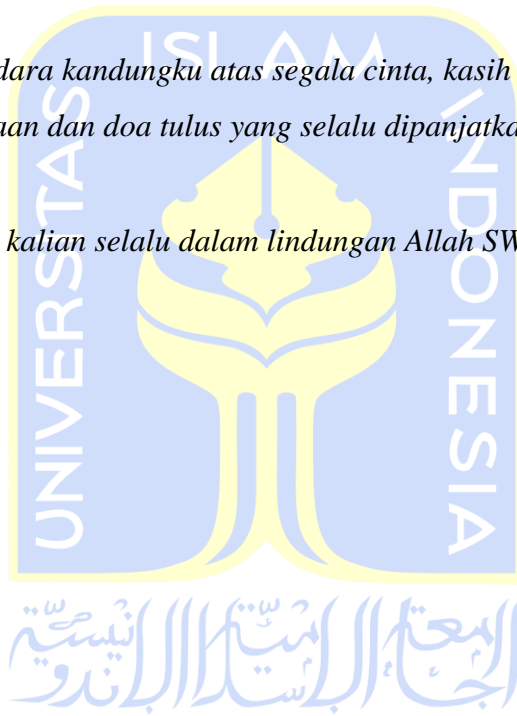 ISLAM
dara kandungku atas segala cinta, kasih
aan dan doa tulus yang selalu dipanjatka
kalian selalu dalam lindungan Allah SW
UNIVERSITAS
INDONESIA
الجامعة الإسلامية الإندونيسية